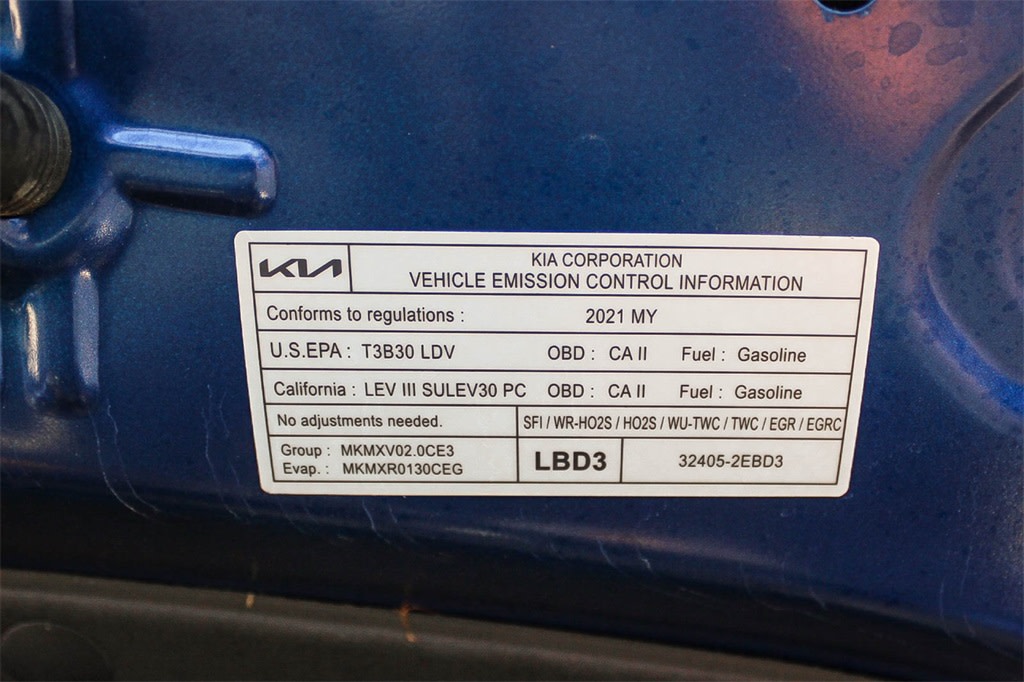 KIA
KIA CORPORATION
VEHICLE EMISSION CONTROL INFORMATION
Conforms to regulations : 2021 MY
U.S.EPA : T3B30 LDV OBD : CA II Fuel : Gasoline
California : LEV III SULEV30 PC OBD : CA II Fuel : Gasoline
No adjustments needed. SFI / WR-HO2S / HO2S / WU-TWC / TWC / EGR / EGRC
Group : MKMXV02.0CE3
Evap. : MKMXR0130CEG
LBD3 32405-2EBD3